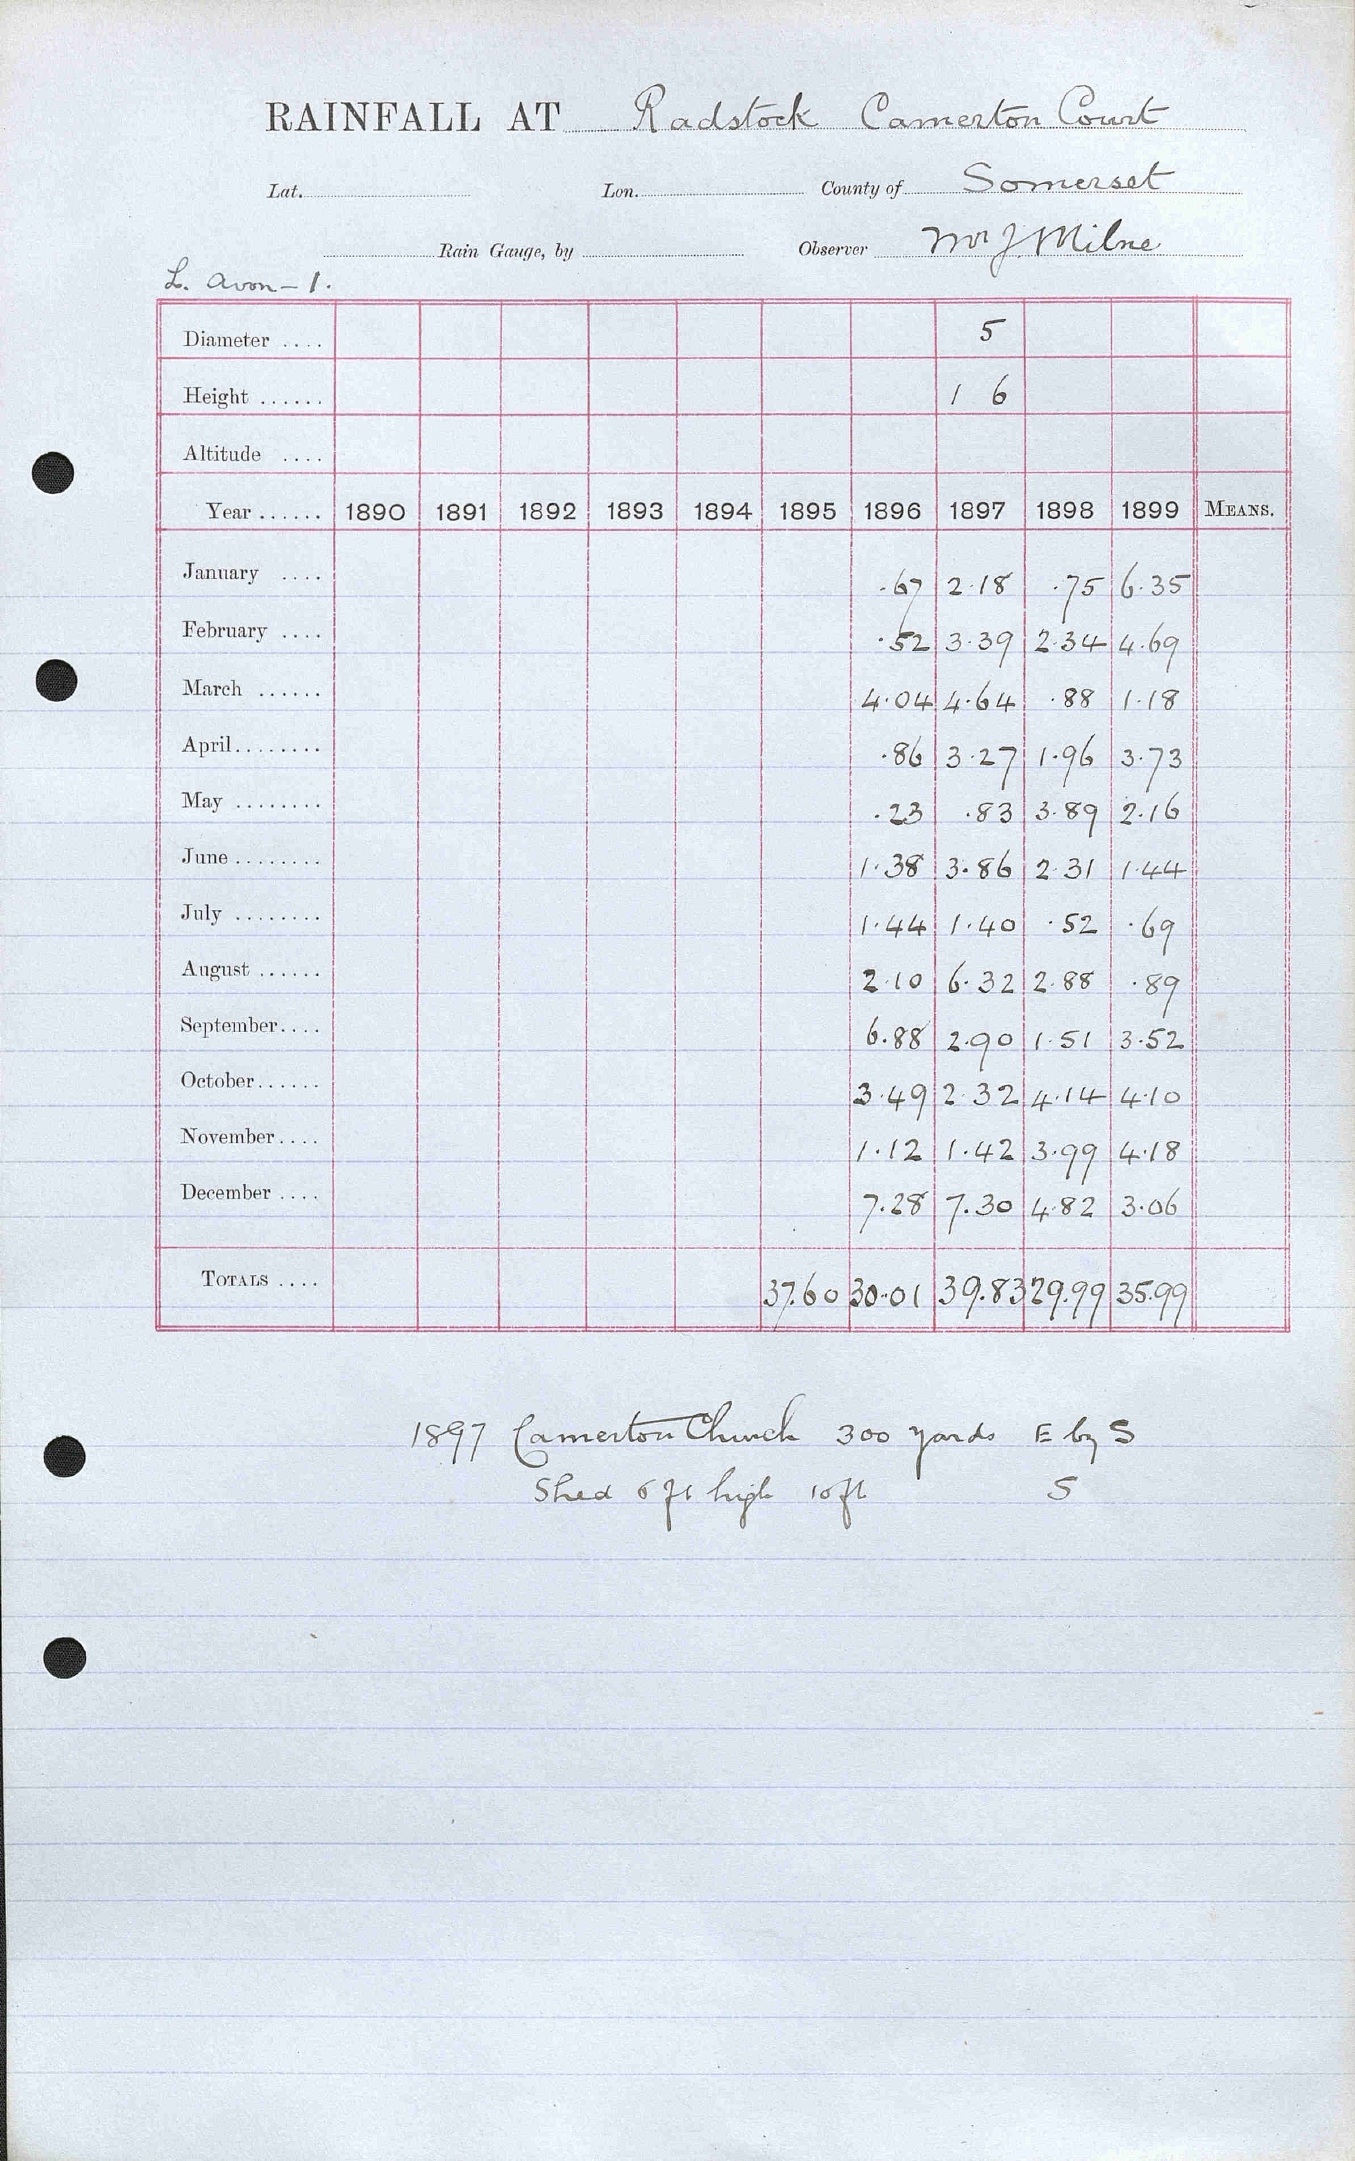 RAINFALL AT Radstock Camerton Court
Lat. Lon. County of Somerset
Rain Gauge, by Observer Mr J Milne
L. Avon - 1.
Diameter .... 5
Height ...... 1 6
Altitude ....
Year ...... 1890 1891 1892 1893 1894 1895 1896 1897 1898 1899 MEANS.
January .... .67 2.18 .75 6.35
February .... .52 3.39 2.34 4.69
March ...... 4.04 4.64 .88 1.18
April........ .86 3.27 1.96 3.73
May ........ .23 .83 3.89 2.16
June ........ 1.38 3.86 2.31 1.44
July ........ 1.44 1.40 .52 .69
August ...... 2.10 6.32 2.88 .89
September.... 6.88 2.90 1.51 3.52
October...... 3.49 2.32 4.14 4.10
November.... 1.12 1.42 3.99 4.18
December .... 7.28 7.30 4.82 3.06
TOTALS .... 37.60 30.01 39.83 29.99 35.99
1897 Camerton Church 300 yards E by S
Shed 6 ft high 10 ft S